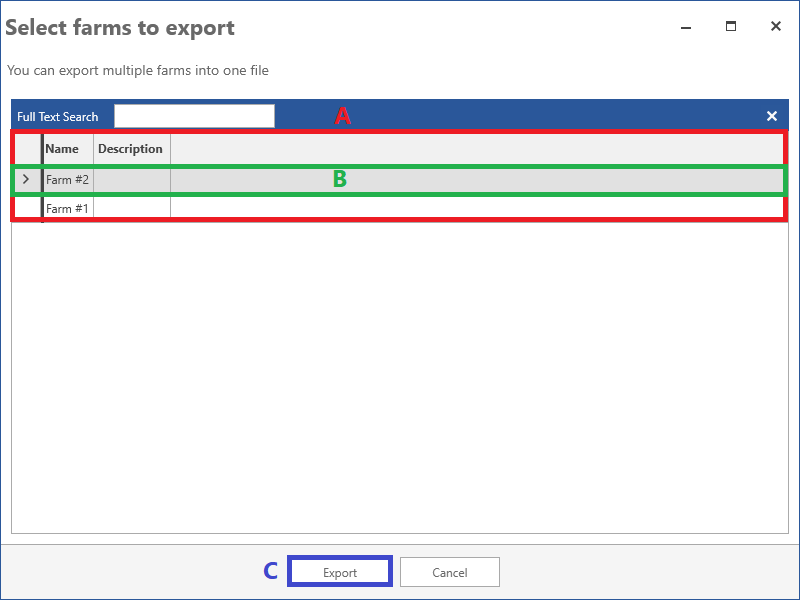 Select farms to export
You can export multiple farms into one file
Full Text Search A
Name Description
Farm #2 B
Farm #1
C Export Cancel